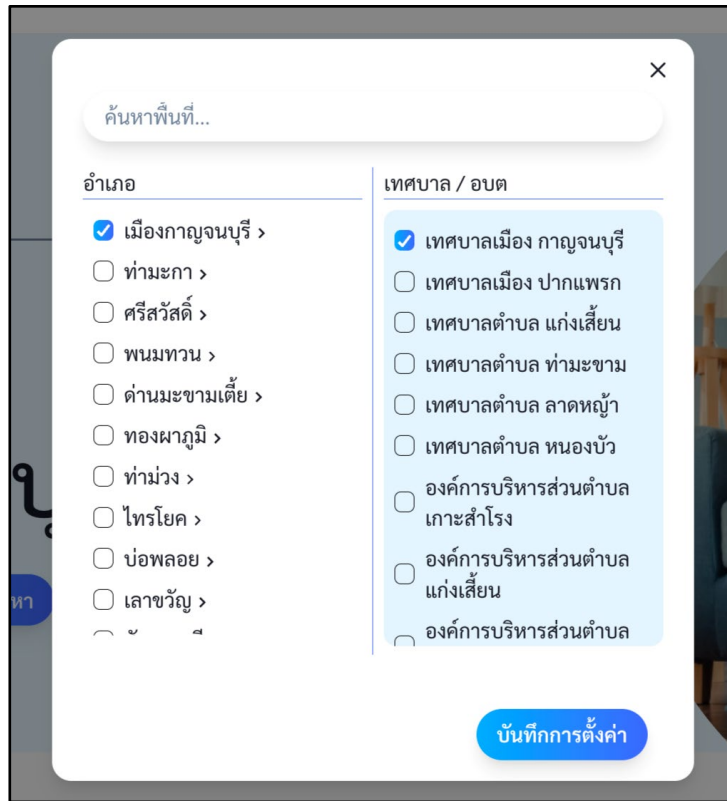 ค้นหาพื้นที่...
อำเภอ
เมืองกาญจนบุรี >
ท่ามะกา >
ศรีสวัสดิ์ >
พนมทวน >
ด่านมะขามเตี้ย >
ทองผาภูมิ >
ท่าม่วง >
ไทรโยค >
บ่อพลอย >
เลาขวัญ >
เทศบาล / อบต
เทศบาลเมือง กาญจนบุรี
เทศบาลเมือง ปากแพรก
เทศบาลตำบล แก่งเสี้ยน
เทศบาลตำบล ท่ามะขาม
เทศบาลตำบล ลาดหญ้า
เทศบาลตำบล หนองบัว
องค์การบริหารส่วนตำบล
เกาะสำโรง
องค์การบริหารส่วนตำบล
แก่งเสี้ยน
องค์การบริหารส่วนตำบล
บันทึกการตั้งค่า
หา